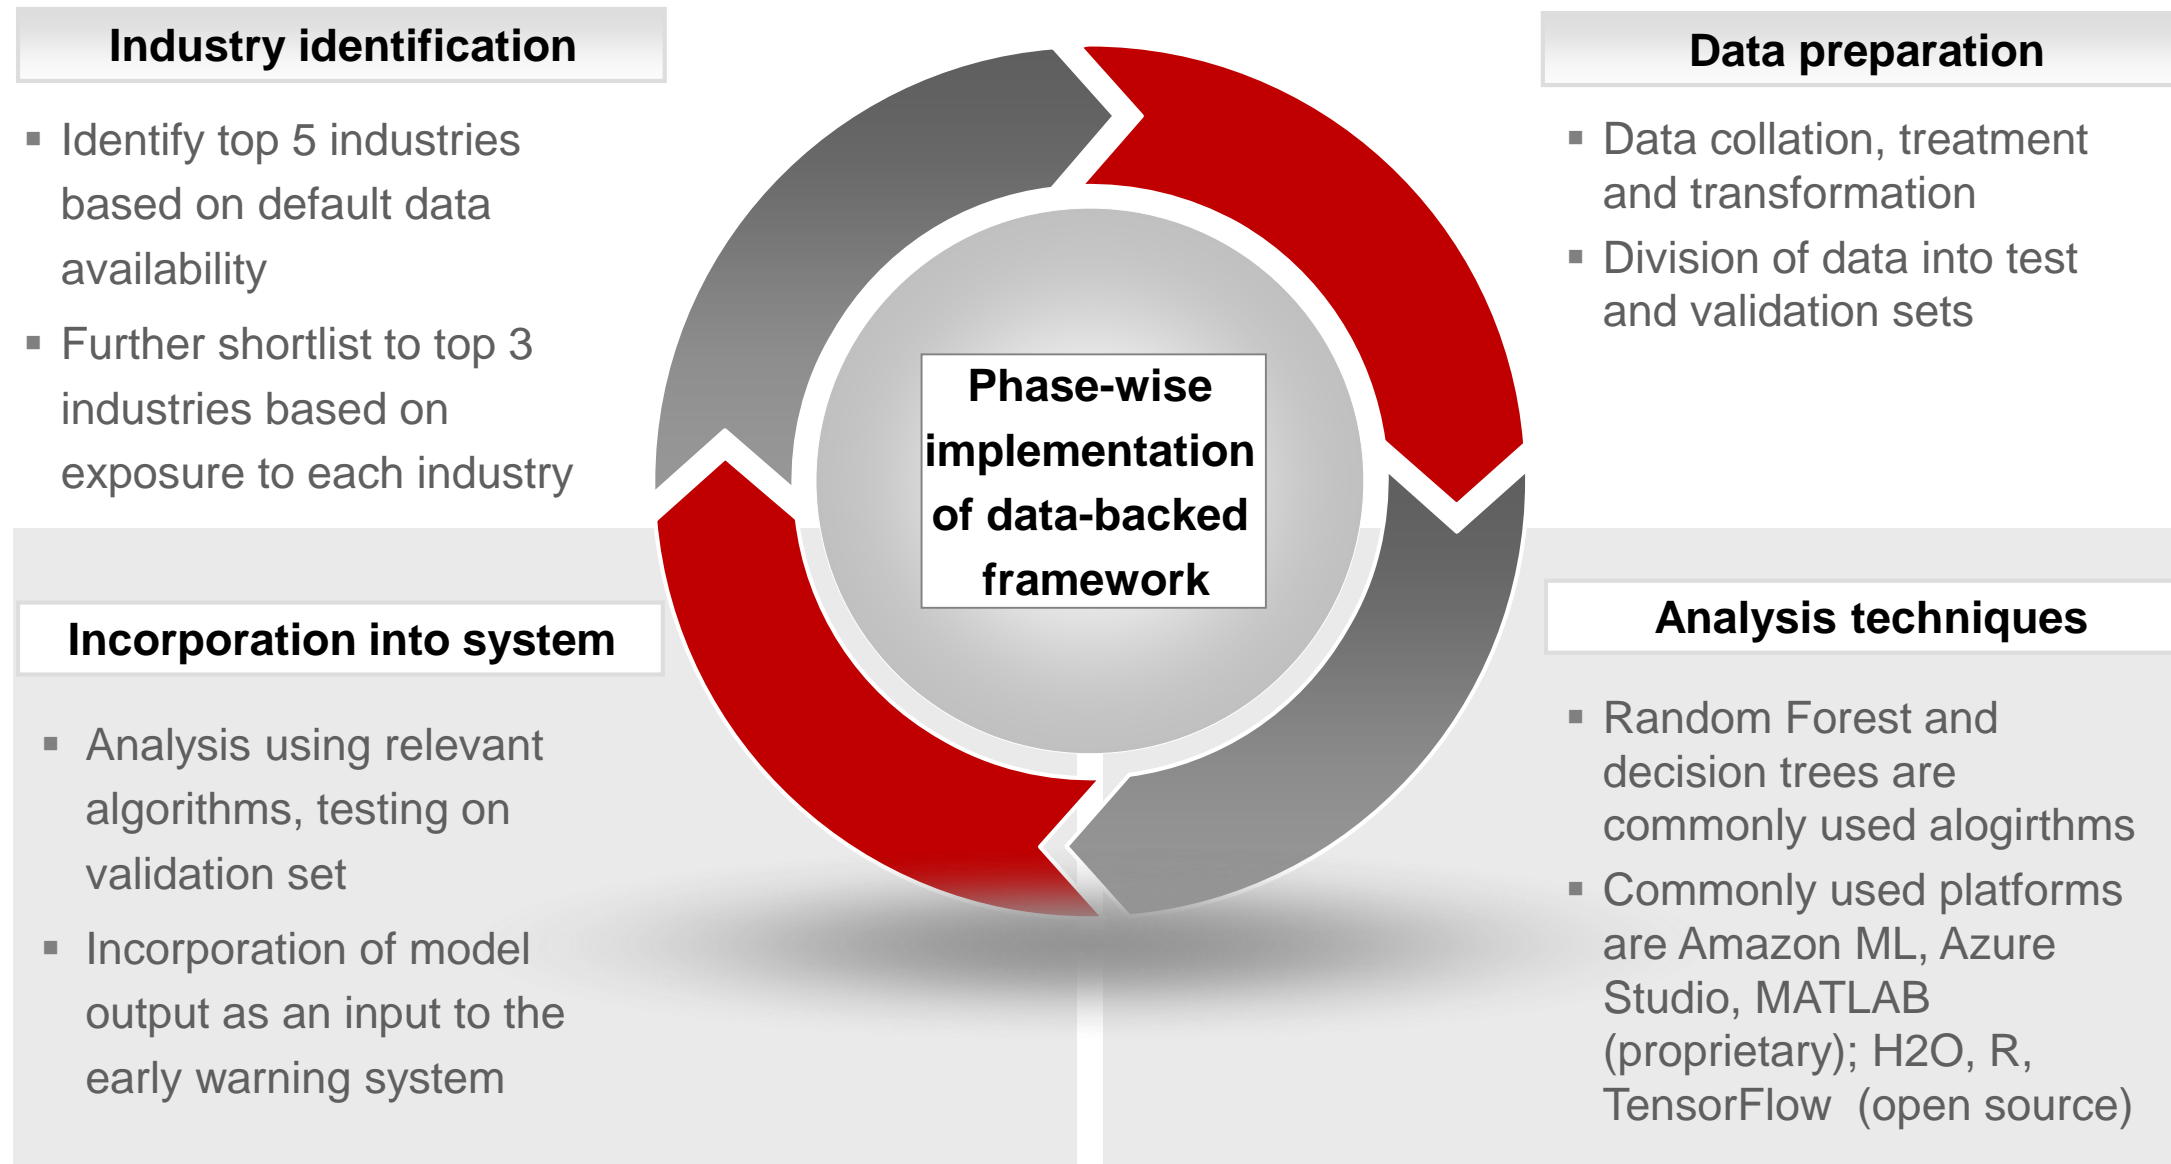 Industry identification
▪ Identify top 5 industries
based on default data
availability
▪ Further shortlist to top 3
industries based on
exposure to each industry
Data preparation
▪ Data collation, treatment
and transformation
▪ Division of data into test
and validation sets
Phase-wise
implementation
of data-backed
framework
Incorporation into system
▪ Analysis using relevant
algorithms, testing on
validation set
▪ Incorporation of model
output as an input to the
early warning system
Analysis techniques
▪ Random Forest and
decision trees are
commonly used alogirthms
▪ Commonly used platforms
are Amazon ML, Azure
Studio, MATLAB
(proprietary); H2O, R,
TensorFlow (open source)